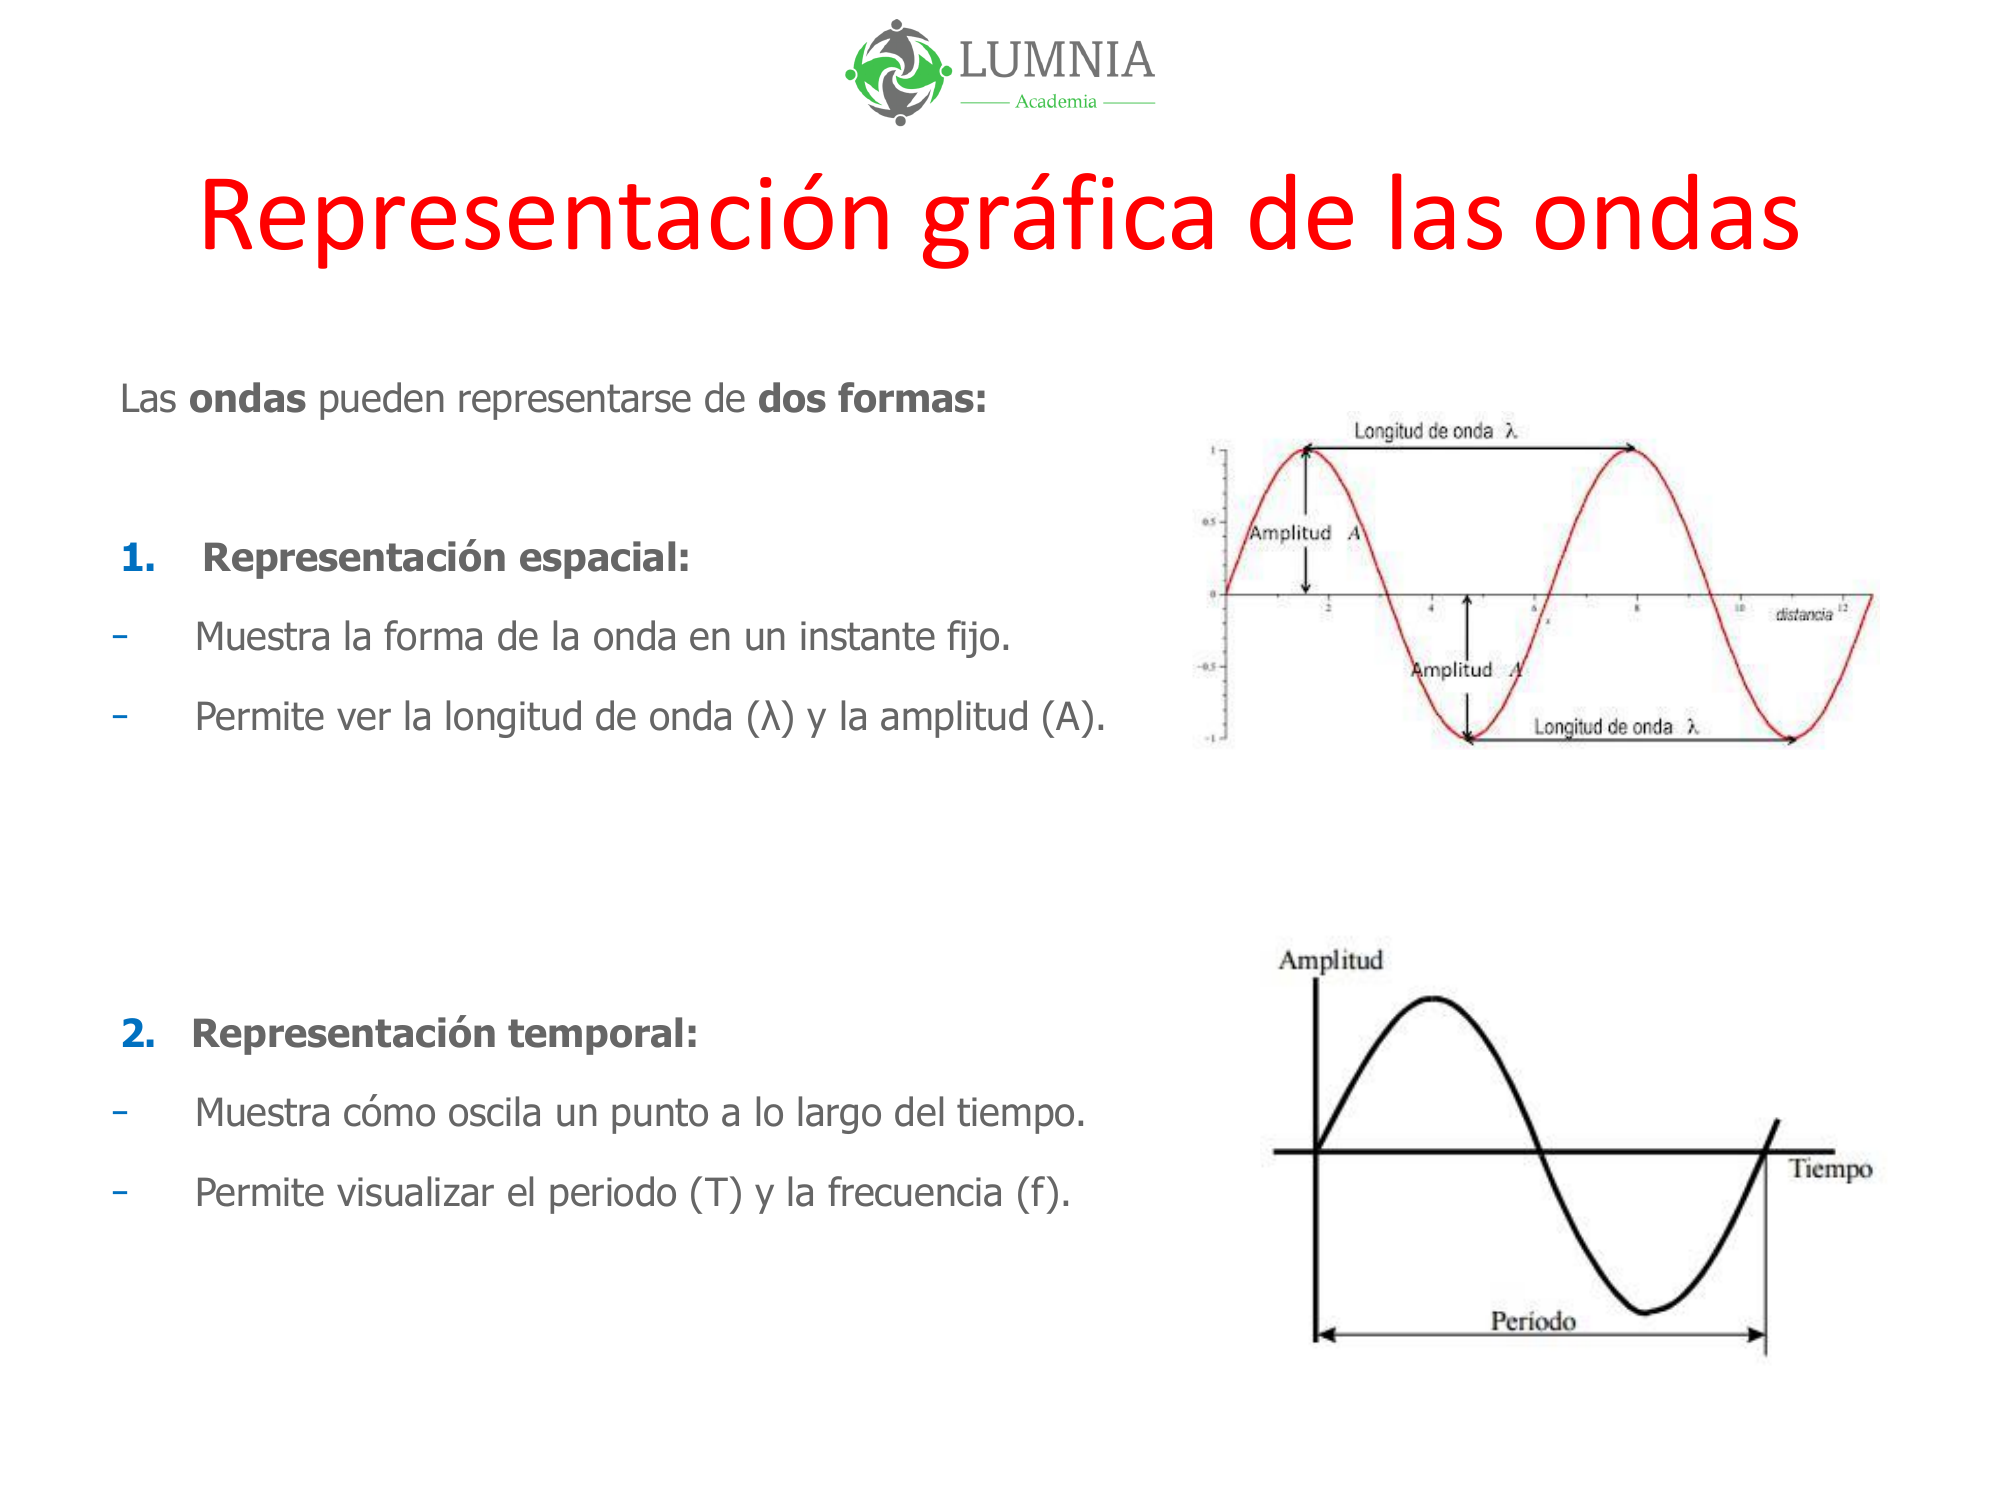 LUMNIA
Academia
Representación gráfica de las ondas
Las ondas pueden representarse de dos formas:
1. Representación espacial:
- Muestra la forma de la onda en un instante fijo.
- Permite ver la longitud de onda (λ) y la amplitud (A).
Longitud de onda λ
1
0.5
Amplitud A
0
2
4
6
8
10
12
distancia
-0.5
Amplitud A
Longitud de onda λ
-1
2. Representación temporal:
- Muestra cómo oscila un punto a lo largo del tiempo.
- Permite visualizar el periodo (T) y la frecuencia (f).
Amplitud
Tiempo
Período